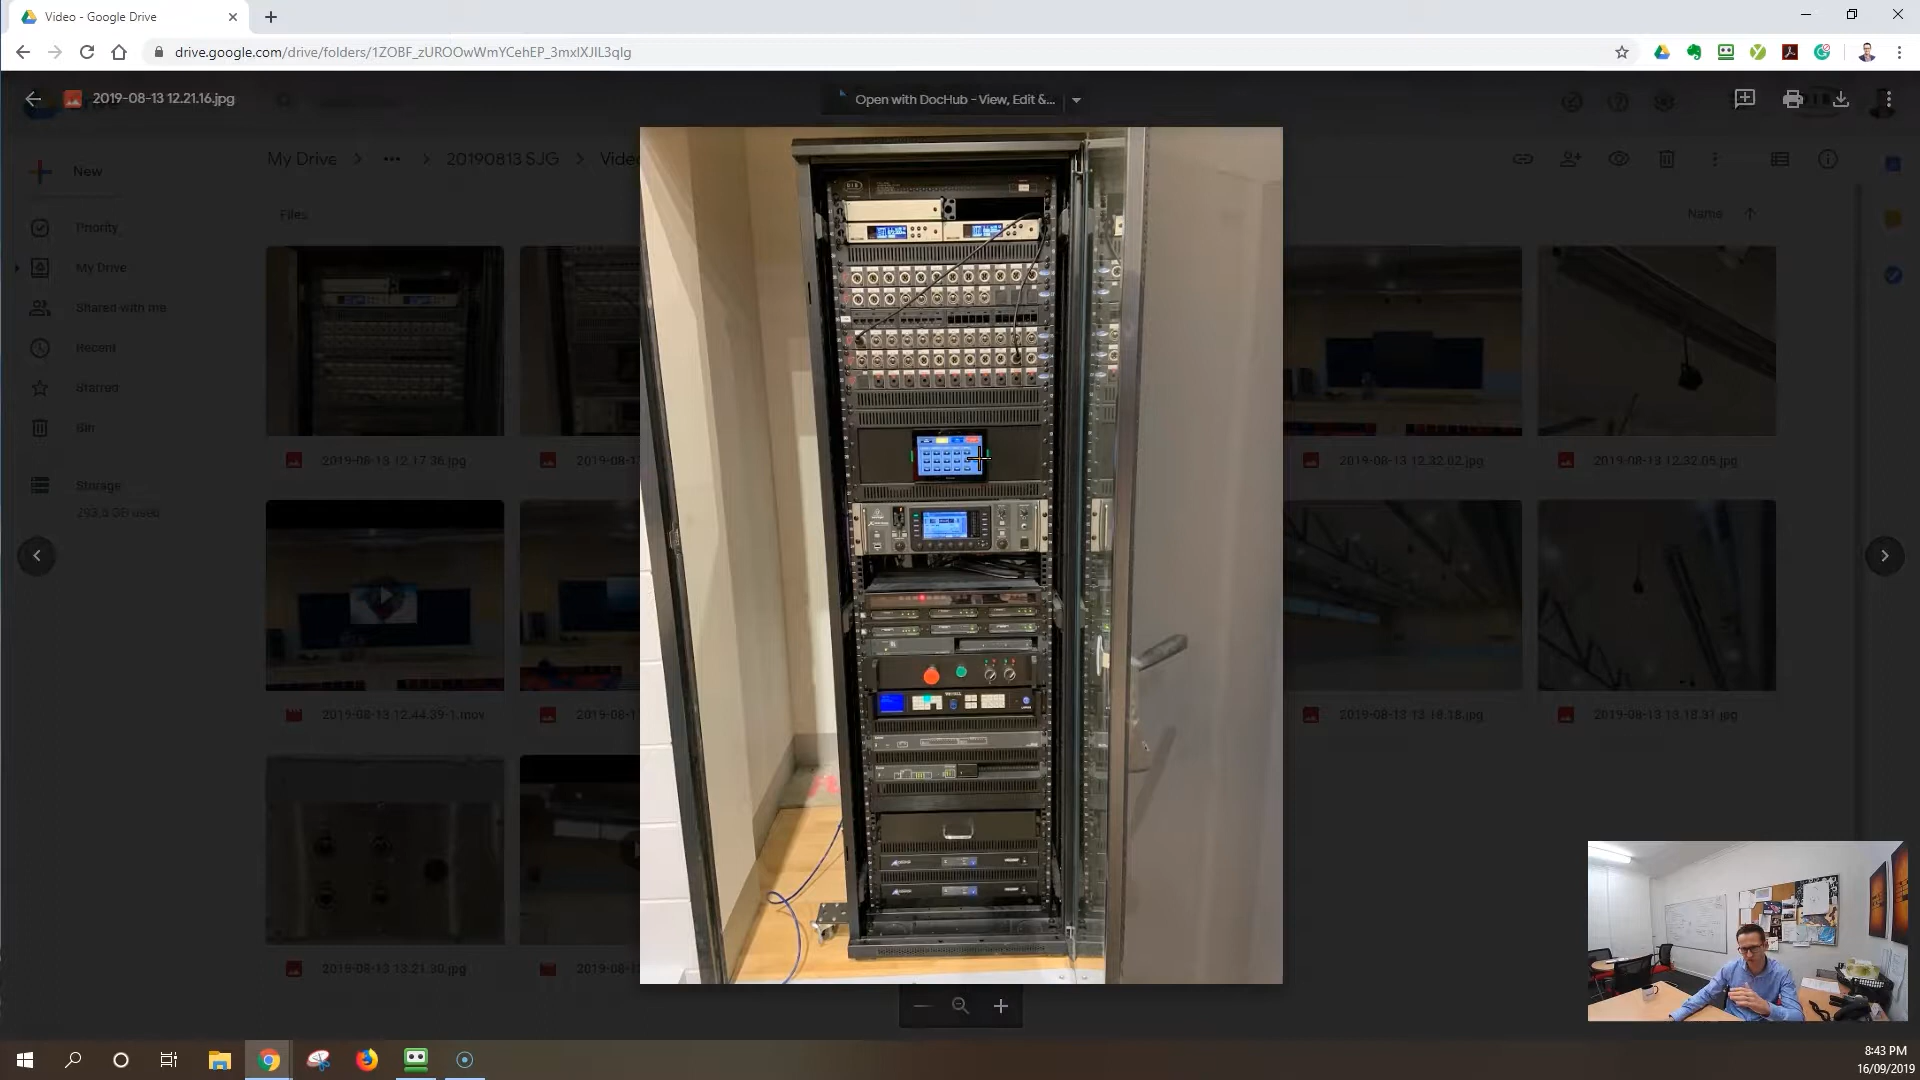 Video - Google Drive
drive.google.com/drive/folders/1ZOBF_zUROOwWmYCehEP_3mxlXJIL3qlg
2019-08-13 12.21.16.jpg
Open with DocHub - View, Edit &...
My Drive
...
20190813 SJG
New
Files
Name
Priority
My Drive
Shared with me
Recent
Starred
Bin
2019-08-13 12.17.36.jpg
2019-08-13 12.32.02.jpg
2019-08-13 12.32.05.jpg
Storage
293.8 GB used
2019-08-13 12.44.39-1.mov
2019-08-13 13.18.18.jpg
2019-08-13 13.18.31.jpg
2019-08-13 13.21.30.jpg
8:43 PM
16/09/2019